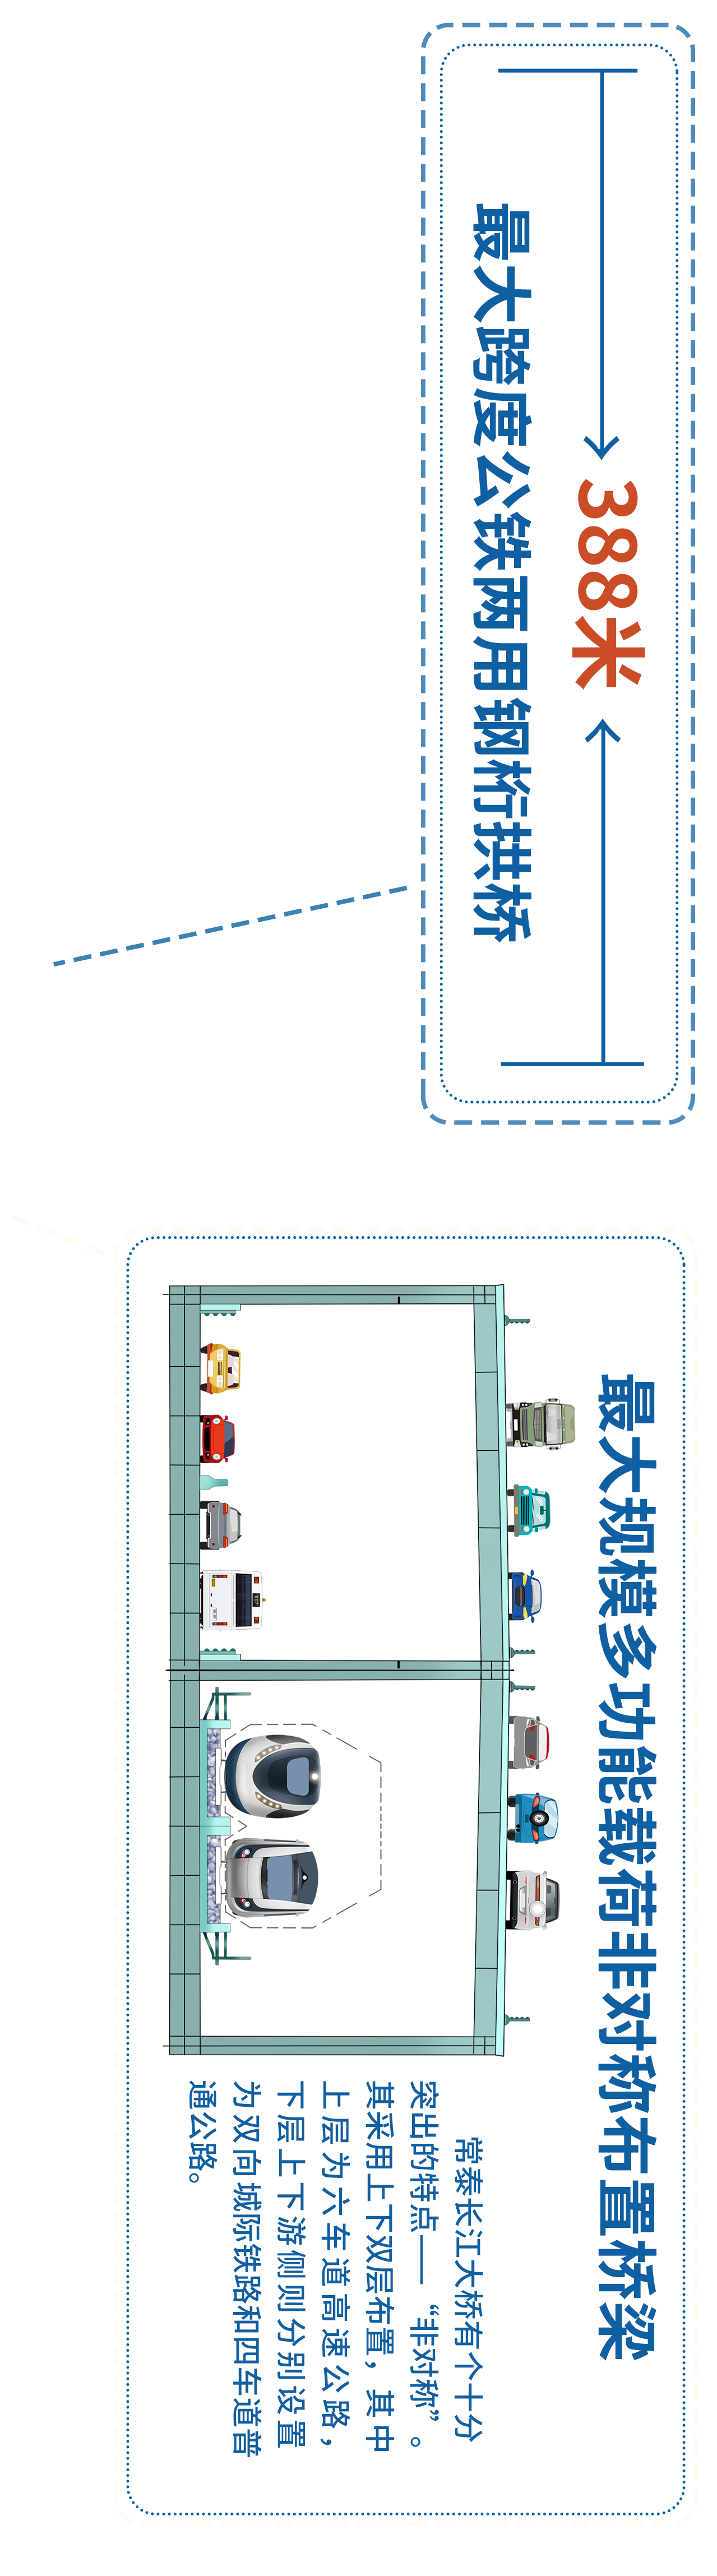 388米
最大跨度公铁两用钢桁拱桥
最大规模多功能载荷非对称布置桥梁
常泰长江大桥有个十分
突出的特点——“非对称”。
其采用上下双层布置，其中
上层为六车道高速公路，
下层上下游侧则分别设置
为双向城际铁路和四车道普
通公路。